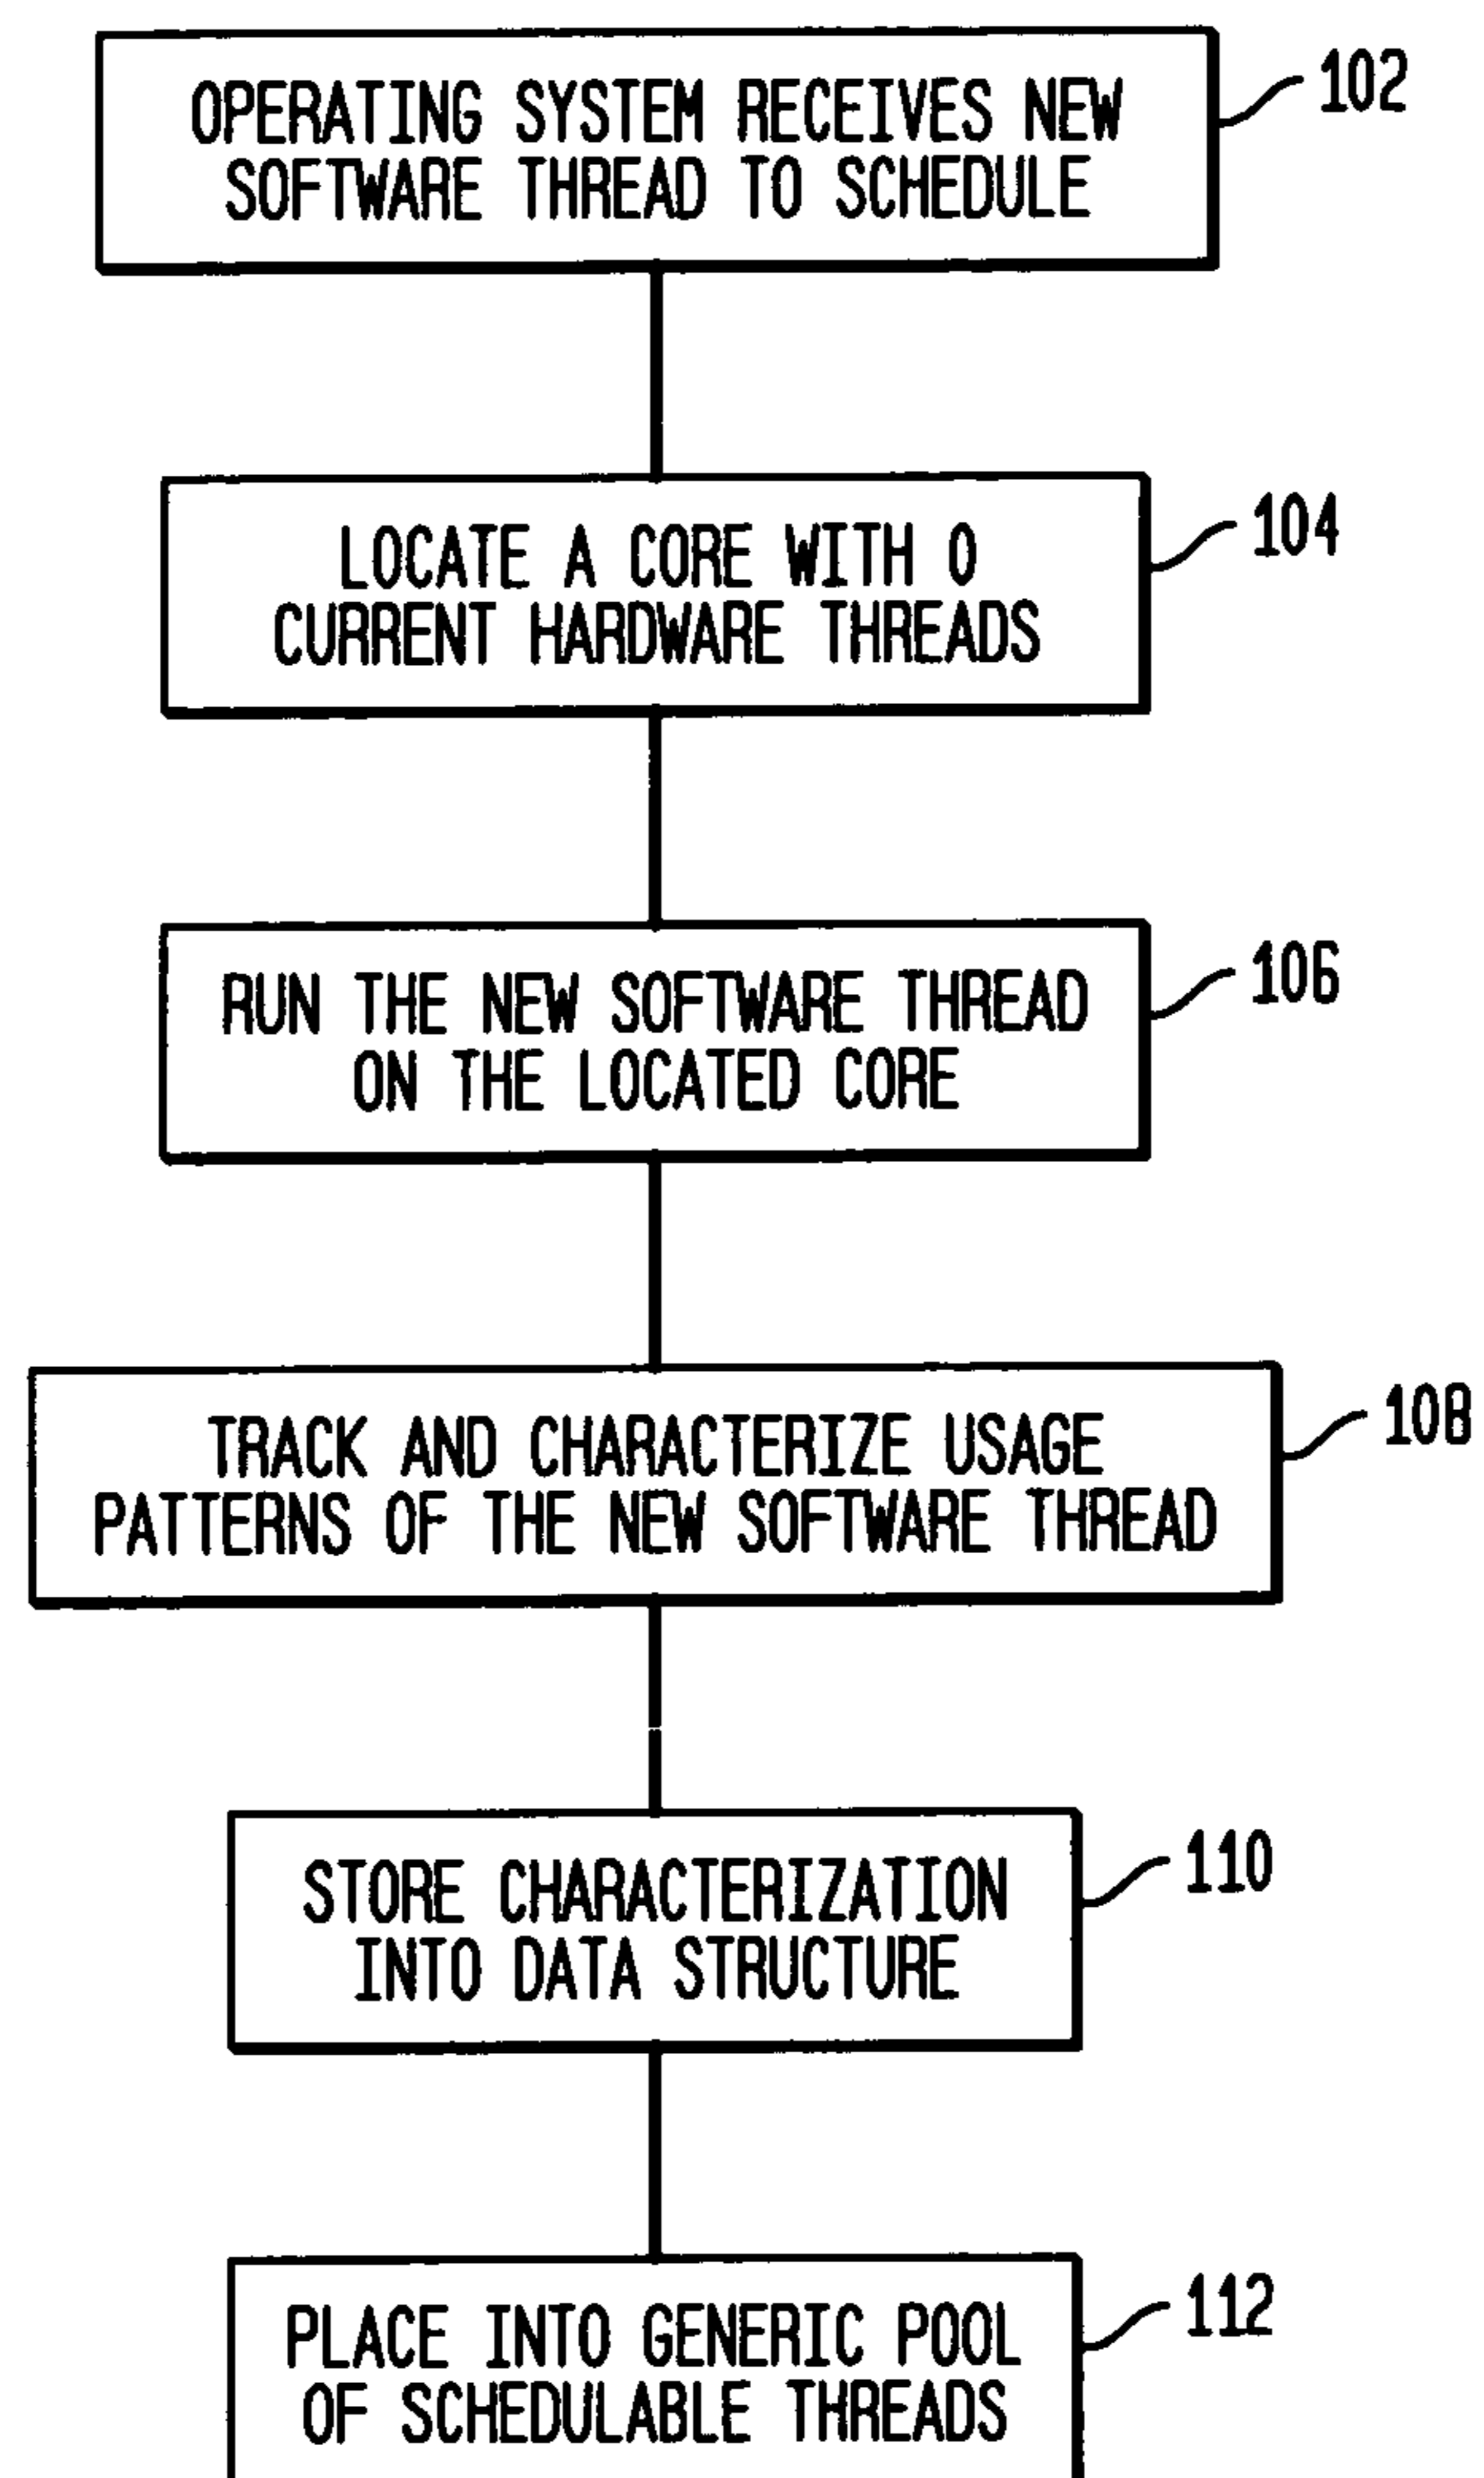 OPERATING SYSTEM RECEIVES NEW
SOFTWARE THREAD TO SCHEDULE
102
LOCATE A CORE WITH 0
CURRENT HARDWARE THREADS
104
RUN THE NEW SOFTWARE THREAD
ON THE LOCATED CORE
106
TRACK AND CHARACTERIZE USAGE
PATTERNS OF THE NEW SOFTWARE THREAD
108
STORE CHARACTERIZATION
INTO DATA STRUCTURE
110
PLACE INTO GENERIC POOL
OF SCHEDULABLE THREADS
112